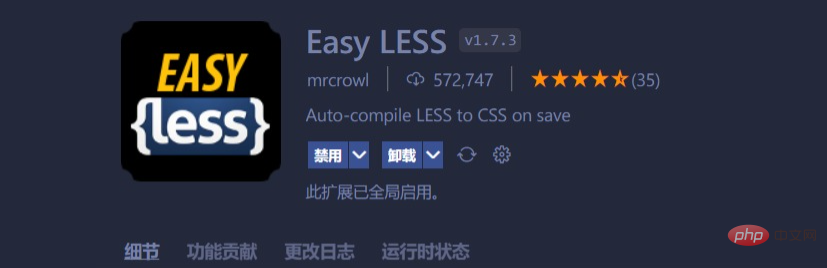 EASY
{less}
Easy LESS v1.7.3
mrcrowl 572,747 (35)
Auto-compile LESS to CSS on save
禁用 卸载
此扩展已全局启用。
细节 功能贡献 更改日志 运行时状态
php 中文网